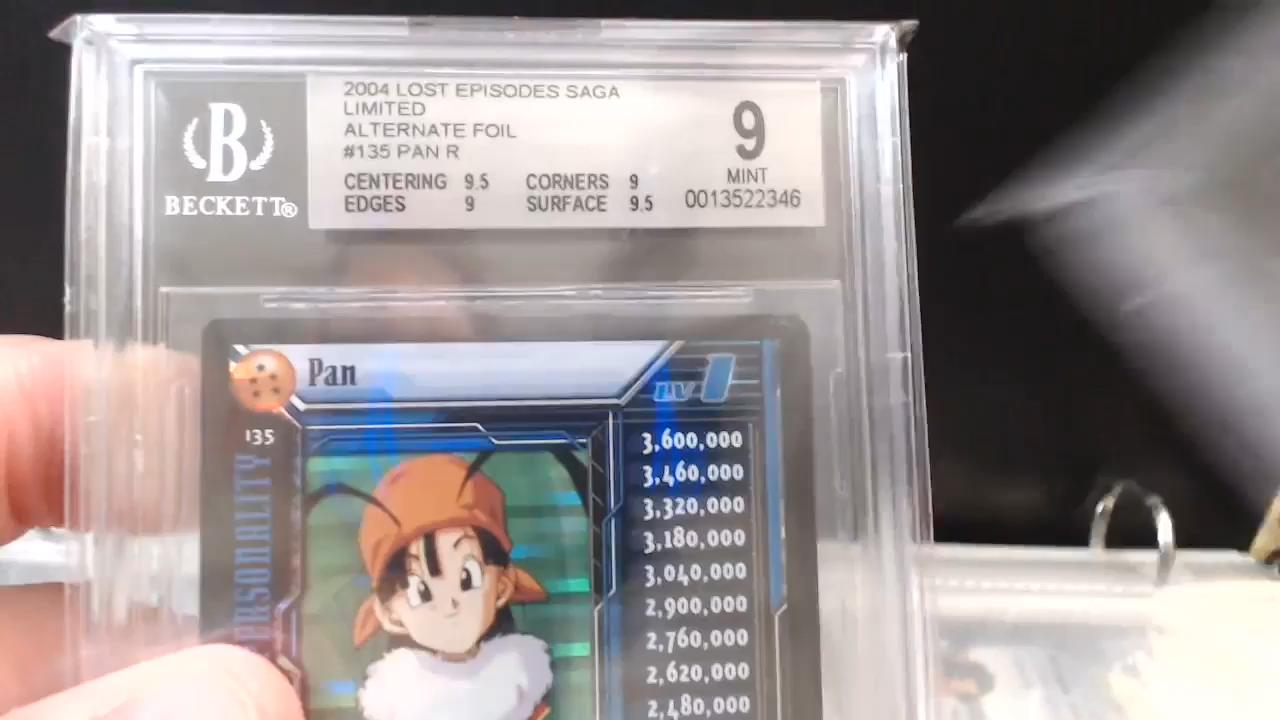 B
BECKETT®
2004 LOST EPISODES SAGA
LIMITED
ALTERNATE FOIL
#135 PAN R
CENTERING 9.5 CORNERS 9
EDGES 9 SURFACE 9.5
9
MINT
0013522346
Pan
LV 1
135
PERSONALITY
3,600,000
3,460,000
3,320,000
3,180,000
3,040,000
2,900,000
2,760,000
2,620,000
2,480,000